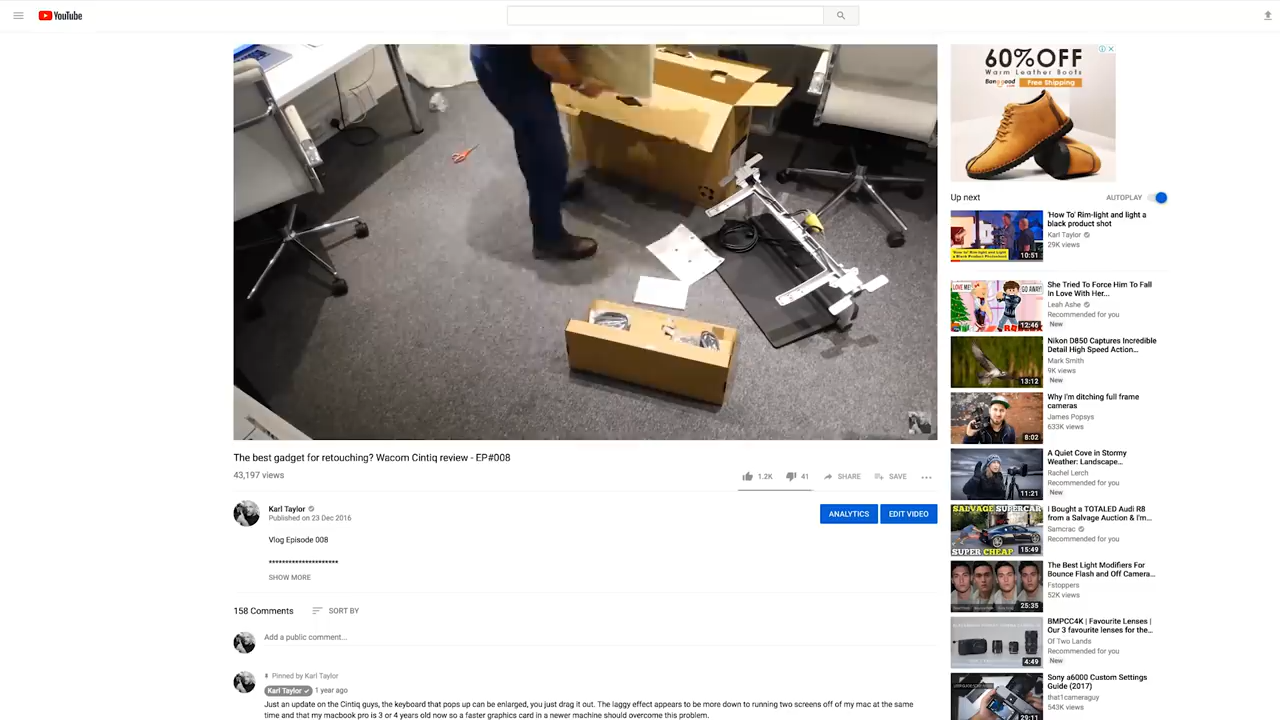 YouTube
60%OFF
Warm Leather Boots
Banggood.com Free Shipping
Up next
AUTOPLAY
'How To' Rim-light and light a
black product shot
Karl Taylor
29K views
10:51
She Tried To Force Him To Fall
In Love With Her...
Leah Ashe
Recommended for you
New
LOVE ME!
GO AWAY!
12:46
Nikon D850 Captures Incredible
Detail High Speed Action...
Mark Smith
9K views
New
13:12
Why I'm ditching full frame
cameras
James Popsys
633K views
8:02
A Quiet Cove in Stormy
Weather: Landscape...
Rachel Lerch
Recommended for you
New
11:21
SALVAGE SUPERCAR
SUPER CHEAP
I Bought a TOTALED Audi R8
from a Salvage Auction & I'm...
Samcrac
Recommended for you
15:49
The Best Light Modifiers For
Bounce Flash and Off Camera...
Fstoppers
52K views
25:35
BMPCC4K | Favourite Lenses |
Our 3 favourite lenses for the...
Of Two Lands
Recommended for you
New
4:49
Sony a6000 Custom Settings
Guide (2017)
that1cameraguy
543K views
29:11
The best gadget for retouching? Wacom Cintiq review - EP#008
43,197 views
1.2K
41
SHARE
SAVE
Karl Taylor
Published on 23 Dec 2016
ANALYTICS
EDIT VIDEO
Vlog Episode 008
*********************
SHOW MORE
158 Comments
SORT BY
Add a public comment...
Pinned by Karl Taylor
Karl Taylor 1 year ago
Just an update on the Cintiq guys, the keyboard that pops up can be enlarged, you just drag it out. The laggy effect appears to be more down to running two screens off of my mac at the same
time and that my macbook pro is 3 or 4 years old now so a faster graphics card in a newer machine should overcome this problem.